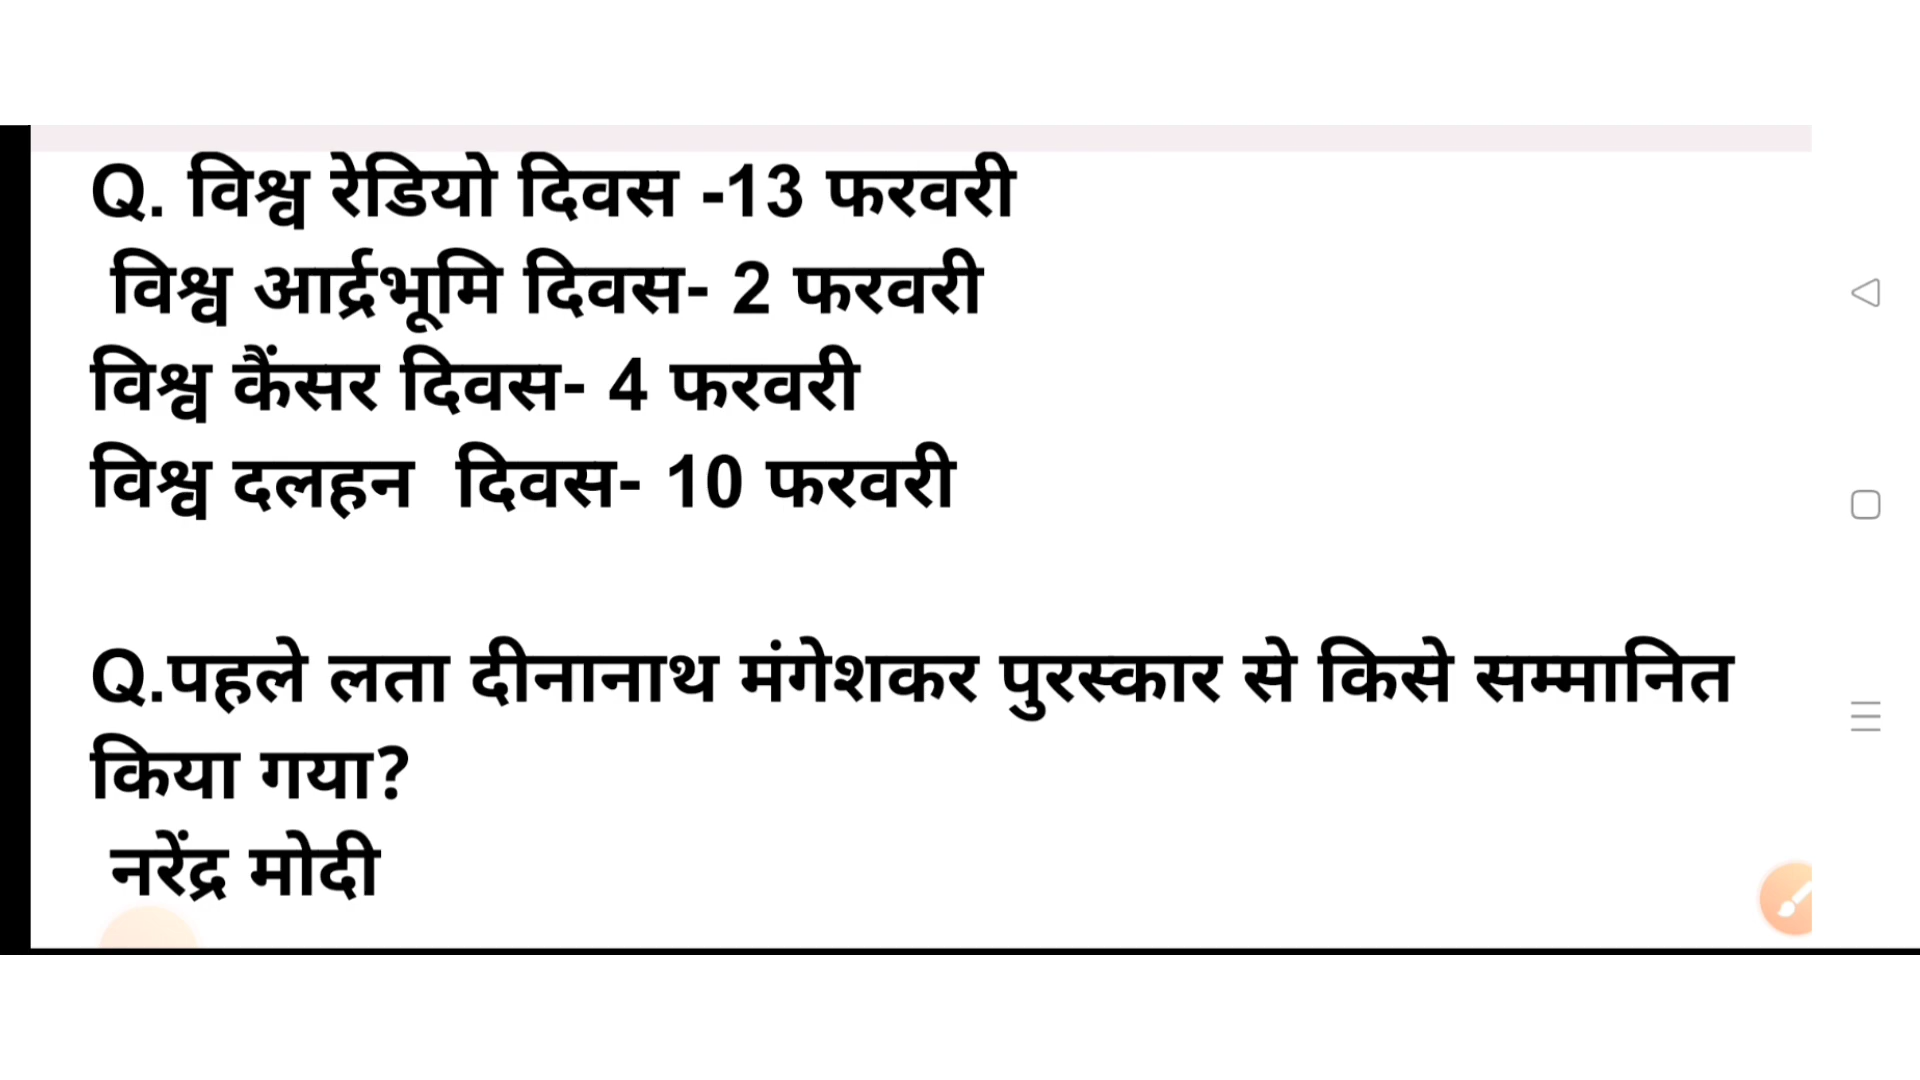 Q. विश्व रेडियो दिवस -13 फरवरी
विश्व आर्द्रभूमि दिवस- 2 फरवरी
विश्व कैंसर दिवस- 4 फरवरी
विश्व दलहन दिवस- 10 फरवरी
Q.पहले लता दीनानाथ मंगेशकर पुरस्कार से किसे सम्मानित
किया गया?
नरेंद्र मोदी